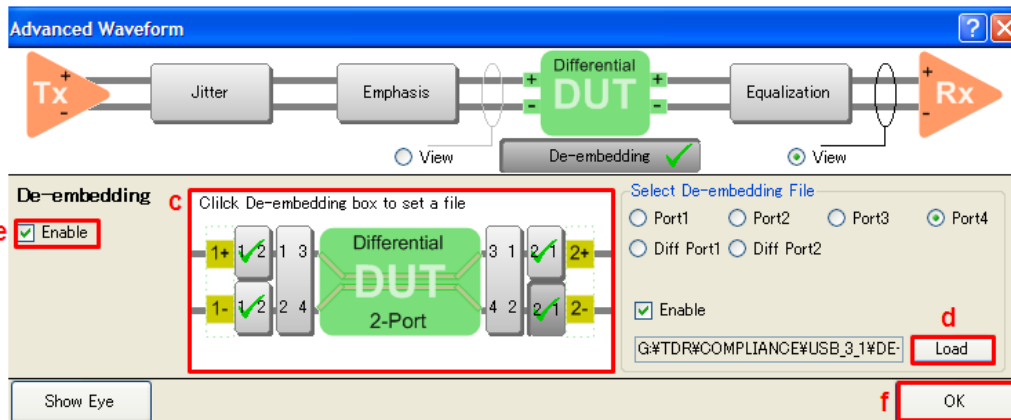 Advanced Waveform
Tx
+
-
Jitter
Emphasis
+
-
Differential
DUT
+
-
Equalization
+
-
Rx
View
De-embedding
View
De-embedding
e
Enable
C
Clilck De-embedding box to set a file
1+
1 2
1 3
Differential
3 1
2 1
2+
DUT
1-
1 2
2 4
2-Port
4 2
2 1
2-
Select De-embedding File
Port1
Port2
Port3
Port4
Diff Port1
Diff Port2
Enable
d
G:¥TDR¥COMPLIANCE¥USB_3_1¥DE-
Load
Show Eye
f
OK